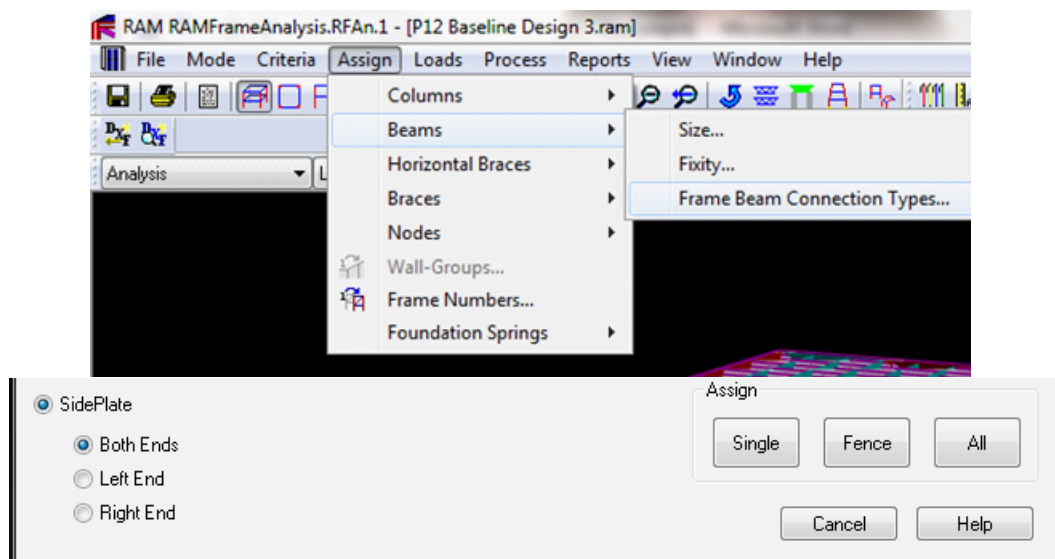 RAM RAMFrameAnalysis.RFAn.1 - [P12 Baseline Design 3.ram]
File Mode Criteria Assign Loads Process Reports View Window Help
Columns
Beams
Size...
Horizontal Braces
Fixity...
Analysis
Braces
Frame Beam Connection Types...
Nodes
Wall-Groups...
Frame Numbers...
Foundation Springs
SidePlate
Assign
Both Ends
Single Fence All
Left End
Right End
Cancel Help